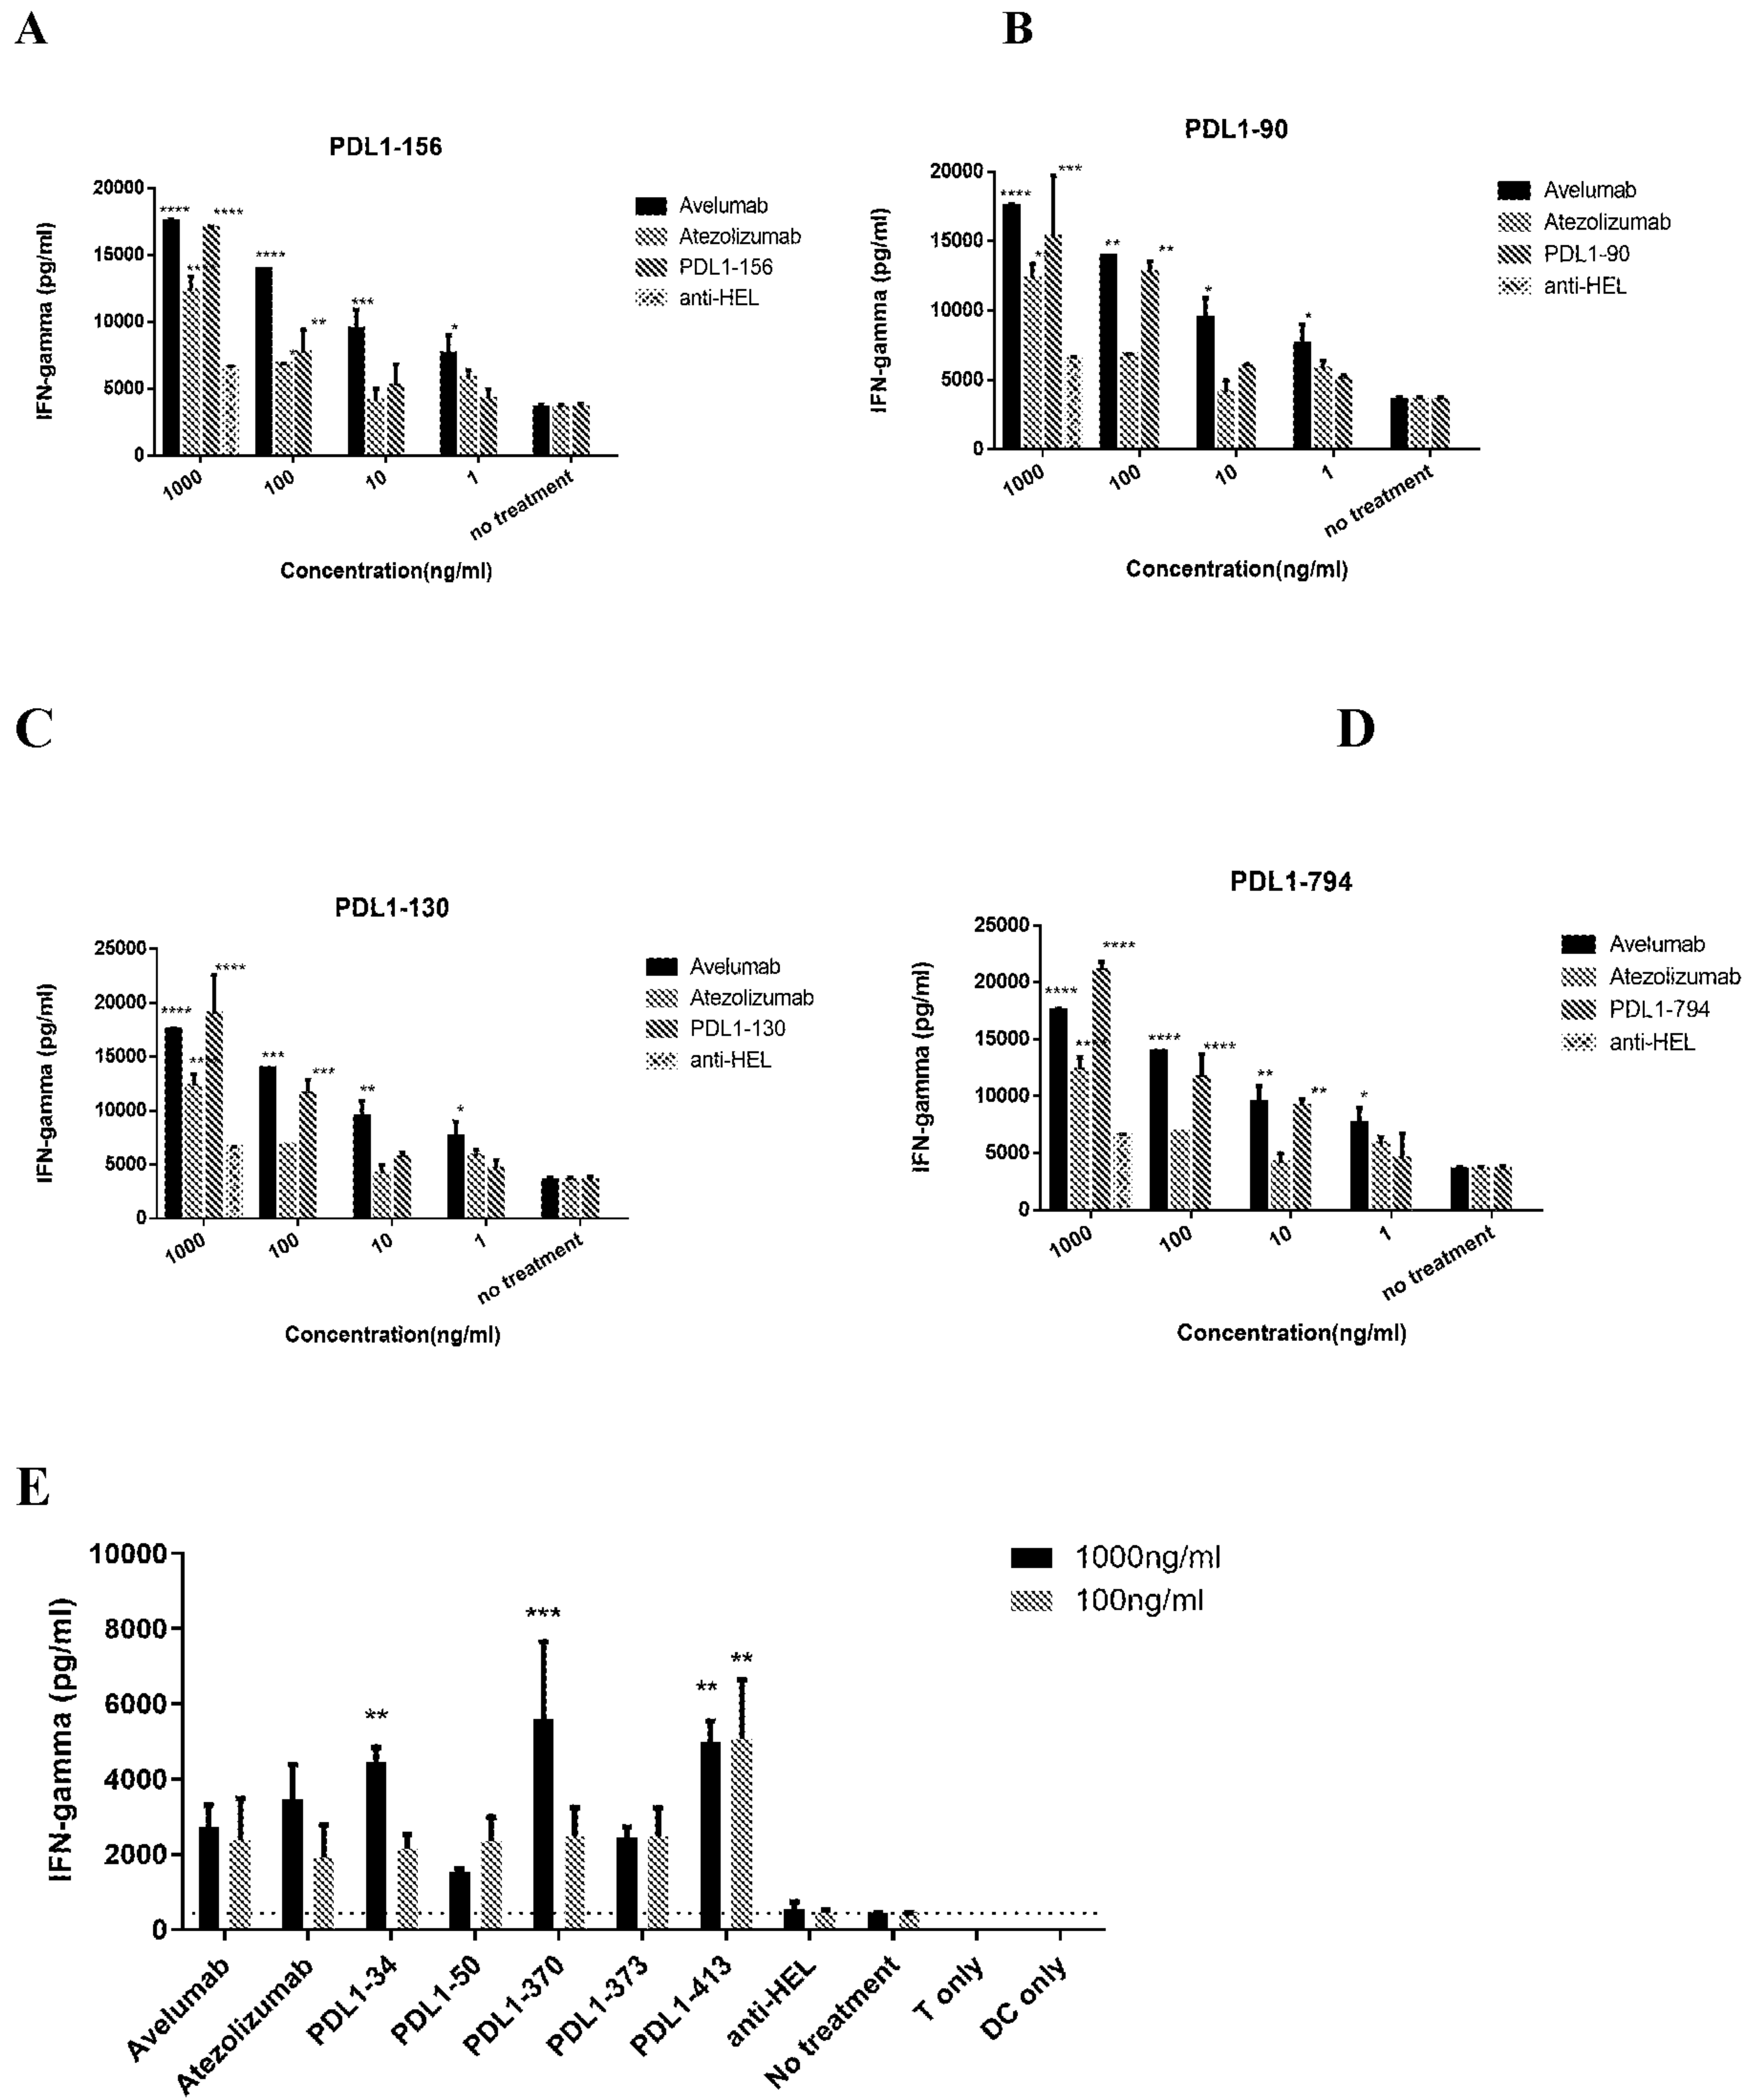 A
B
PDL1-156
20000
15000
10000
5000
0
IFN-gamma (pg/ml)
****
**
****
****
*
**
***
*
Avelumab
Atezolizumab
PDL1-156
anti-HEL
1000
100
10
1
no treatment
Concentration(ng/ml)
PDL1-90
20000
15000
10000
5000
0
IFN-gamma (pg/ml)
****
*
***
**
**
*
*
Avelumab
Atezolizumab
PDL1-90
anti-HEL
1000
100
10
1
no treatment
Concentration(ng/ml)
C
D
PDL1-130
25000
20000
15000
10000
5000
0
IFN-gamma (pg/ml)
****
**
****
***
***
**
*
Avelumab
Atezolizumab
PDL1-130
anti-HEL
1000
100
10
1
no treatment
Concentration(ng/ml)
PDL1-794
25000
20000
15000
10000
5000
0
IFN-gamma (pg/ml)
****
**
****
****
****
**
**
*
Avelumab
Atezolizumab
PDL1-794
anti-HEL
1000
100
10
1
no treatment
Concentration(ng/ml)
E
10000
8000
6000
4000
2000
0
IFN-gamma (pg/ml)
**
***
**
**
1000ng/ml
100ng/ml
Avelumab
Atezolizumab
PDL1-34
PDL1-50
PDL1-370
PDL1-373
PDL1-413
anti-HEL
No treatment
T only
DC only